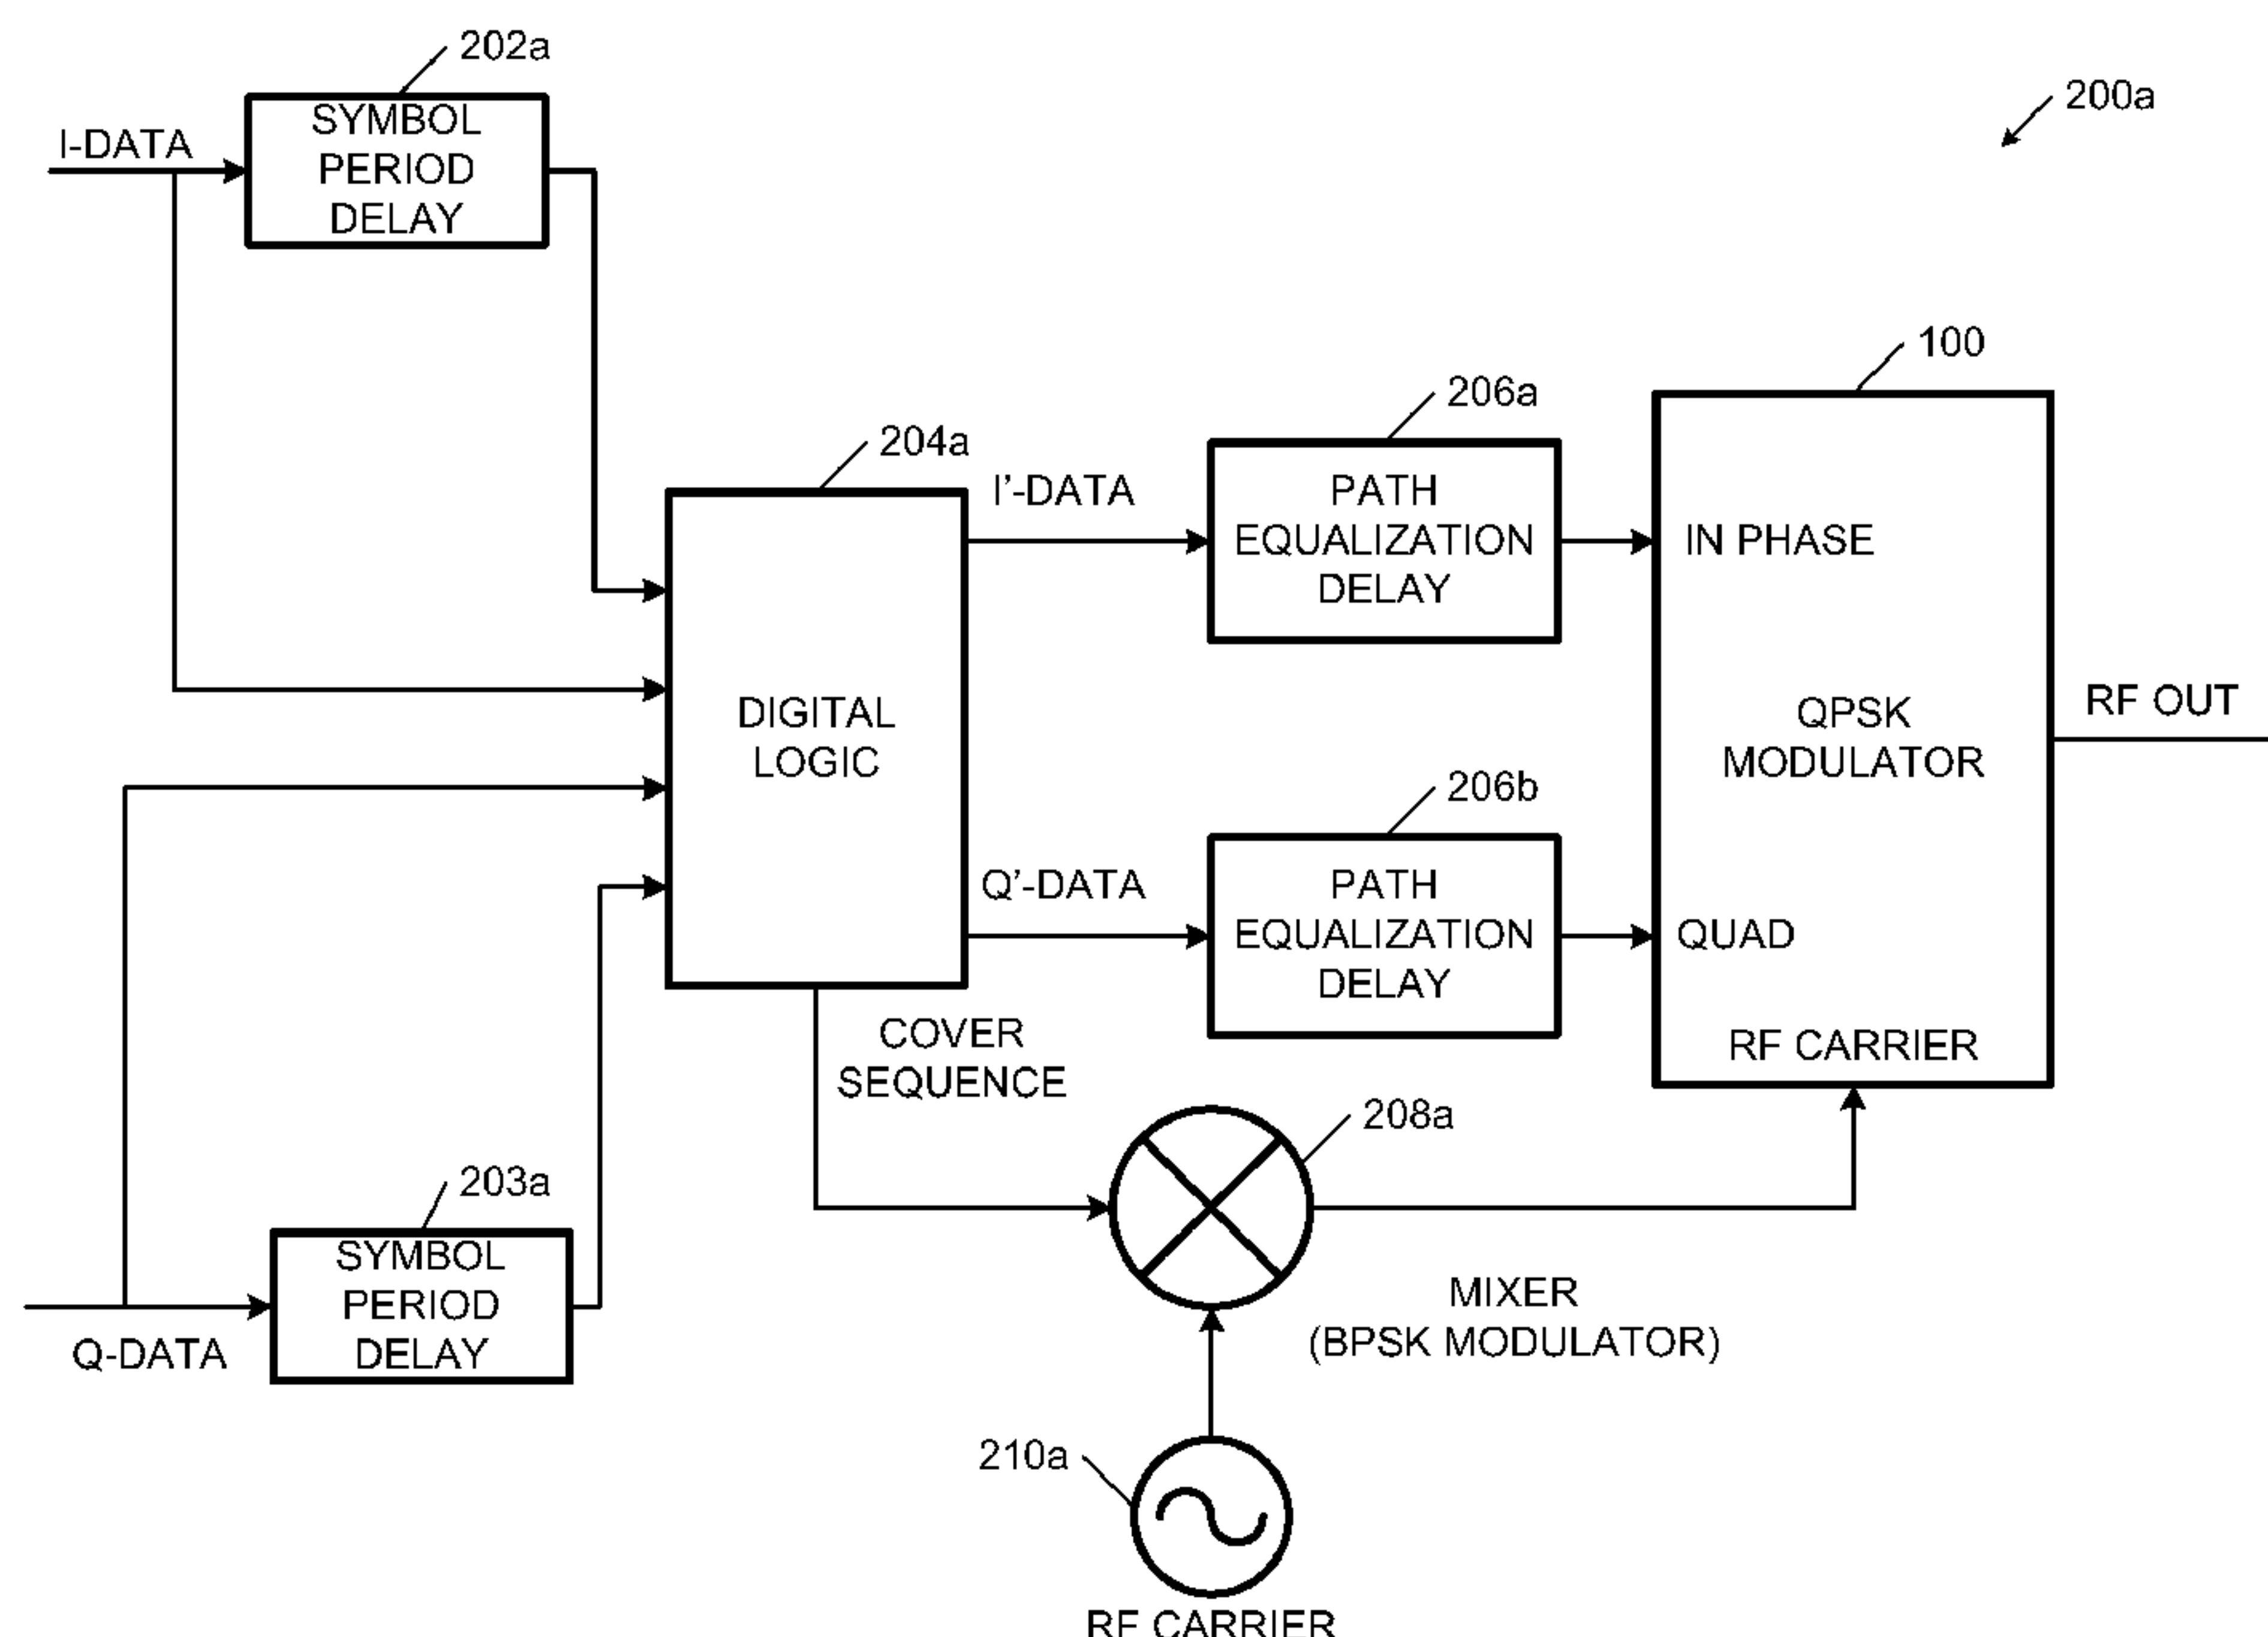 202a
200a
I-DATA
SYMBOL
PERIOD
DELAY
100
206a
204a
I’-DATA
PATH
EQUALIZATION
DELAY
IN PHASE
DIGITAL
LOGIC
QPSK
MODULATOR
RF OUT
206b
Q’-DATA
PATH
EQUALIZATION
DELAY
QUAD
COVER
SEQUENCE
RF CARRIER
208a
203a
SYMBOL
PERIOD
DELAY
Q-DATA
MIXER
(BPSK MODULATOR)
210a
RF CARRIER